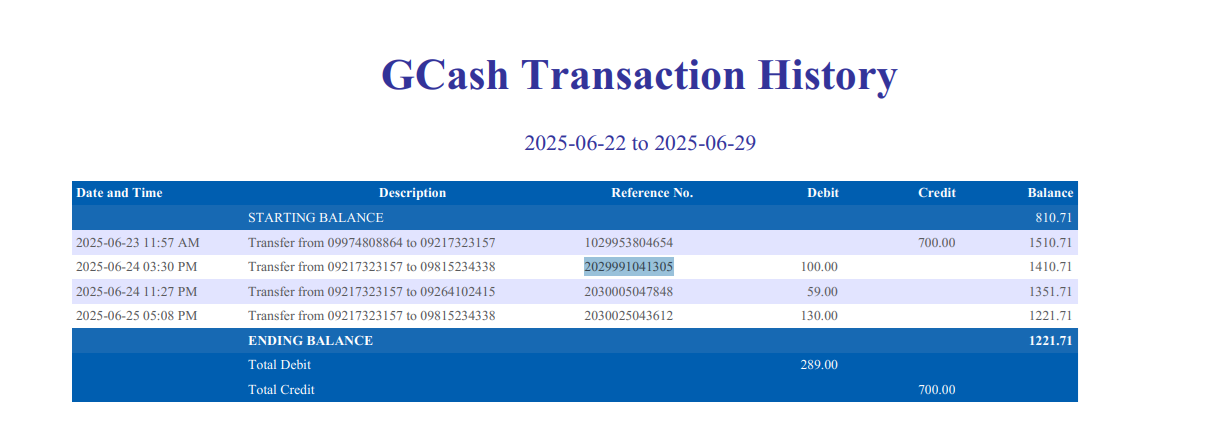 GCash Transaction History
2025-06-22 to 2025-06-29
Date and Time Description Reference No. Debit Credit Balance
STARTING BALANCE 810.71
2025-06-23 11:57 AM Transfer from 09974808864 to 09217323157 1029953804654 700.00 1510.71
2025-06-24 03:30 PM Transfer from 09217323157 to 09815234338 2029991041305 100.00 1410.71
2025-06-24 11:27 PM Transfer from 09217323157 to 09264102415 2030005047848 59.00 1351.71
2025-06-25 05:08 PM Transfer from 09217323157 to 09815234338 2030025043612 130.00 1221.71
ENDING BALANCE 1221.71
Total Debit 289.00
Total Credit 700.00